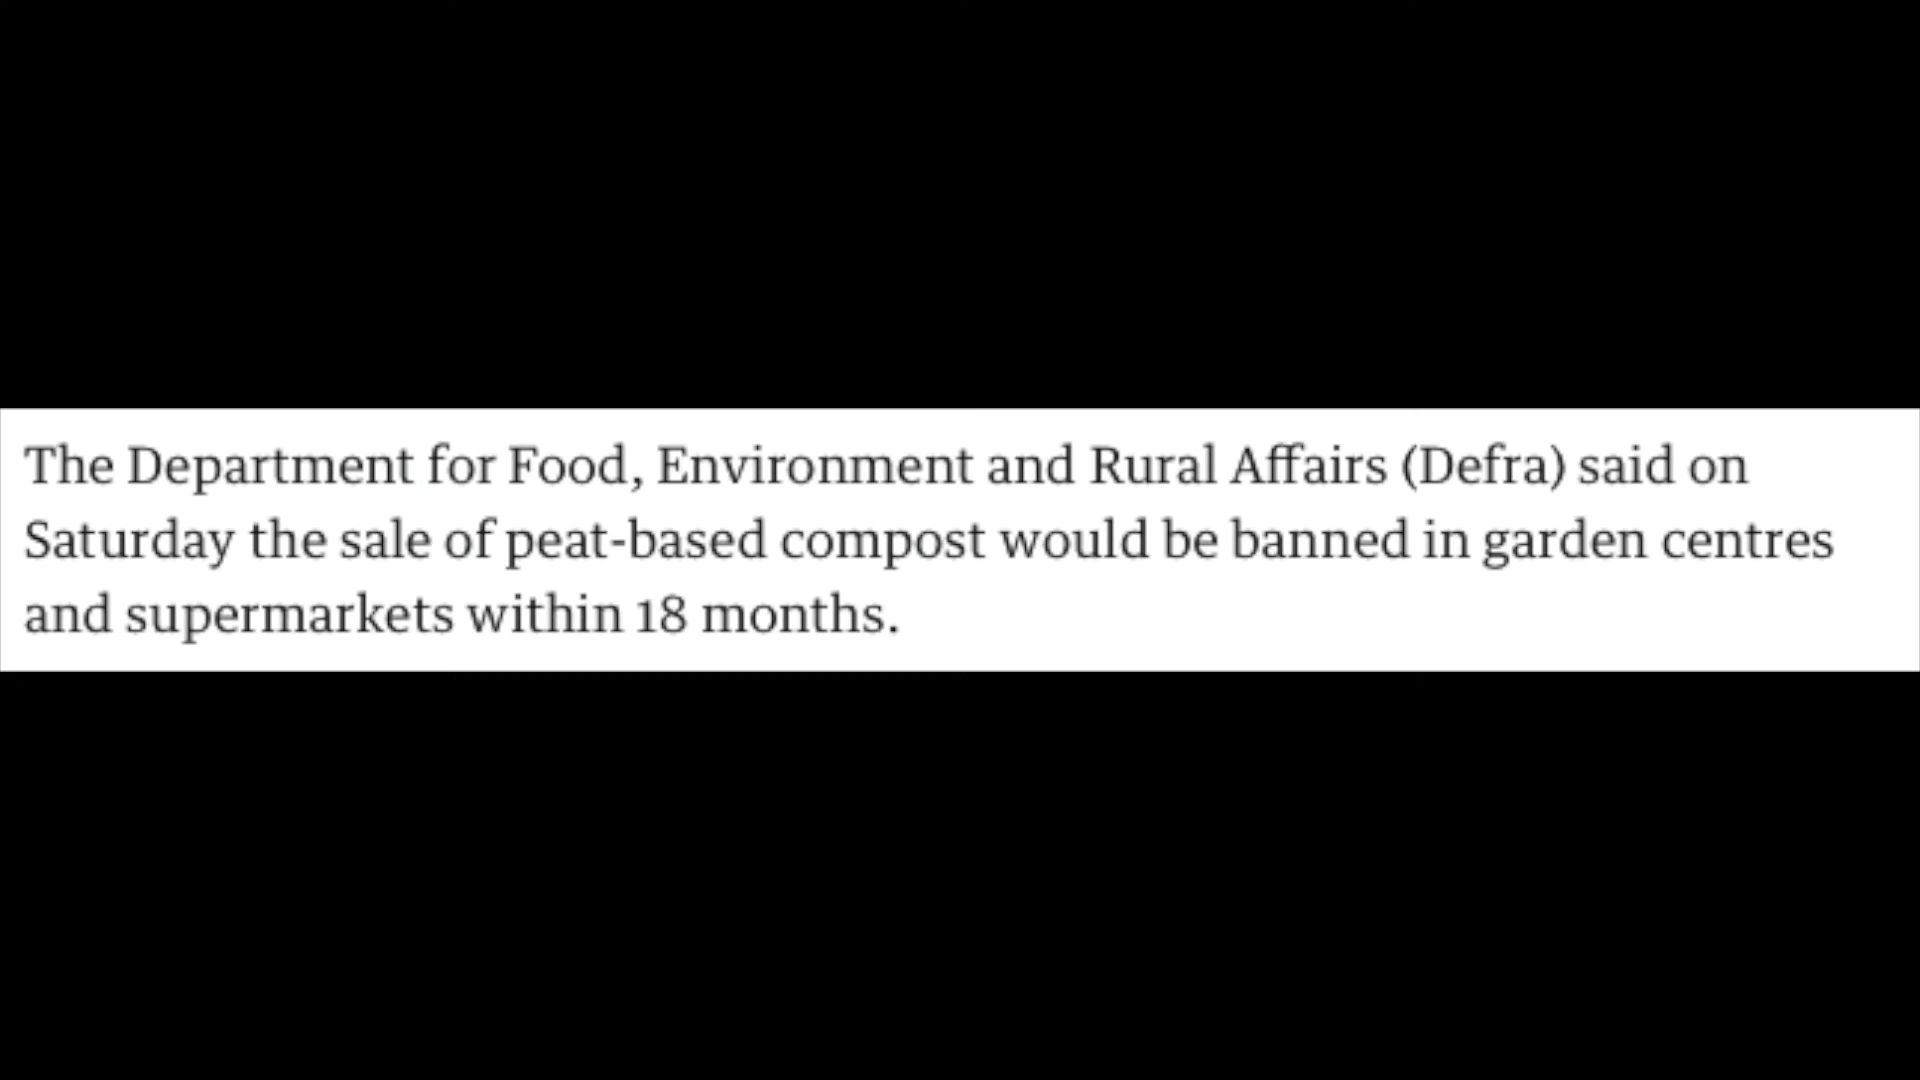 The Department for Food, Environment and Rural Affairs (Defra) said on
Saturday the sale of peat-based compost would be banned in garden centres
and supermarkets within 18 months.